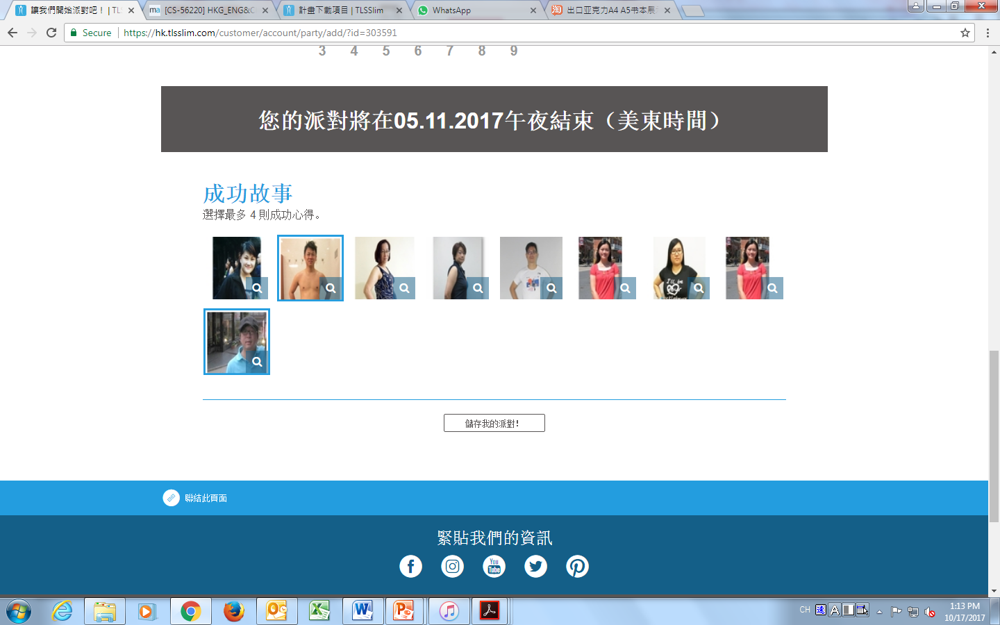 讓我們開始派對吧！ | TLS
[CS-56220] HKG_ENG&C
計畫下載項目 | TLSSlim
WhatsApp
出口亚克力A4 A5书本展
Secure
https://hk.tlsslim.com/customer/account/party/add/?id=303591
3 4 5 6 7 8 9
您的派對將在05.11.2017午夜結束（美東時間）
成功故事
選擇最多 4 則成功心得。
儲存我的派對!
聯結此頁面
緊貼我們的資訊
You Tube
CH
速
1:13 PM
10/17/2017